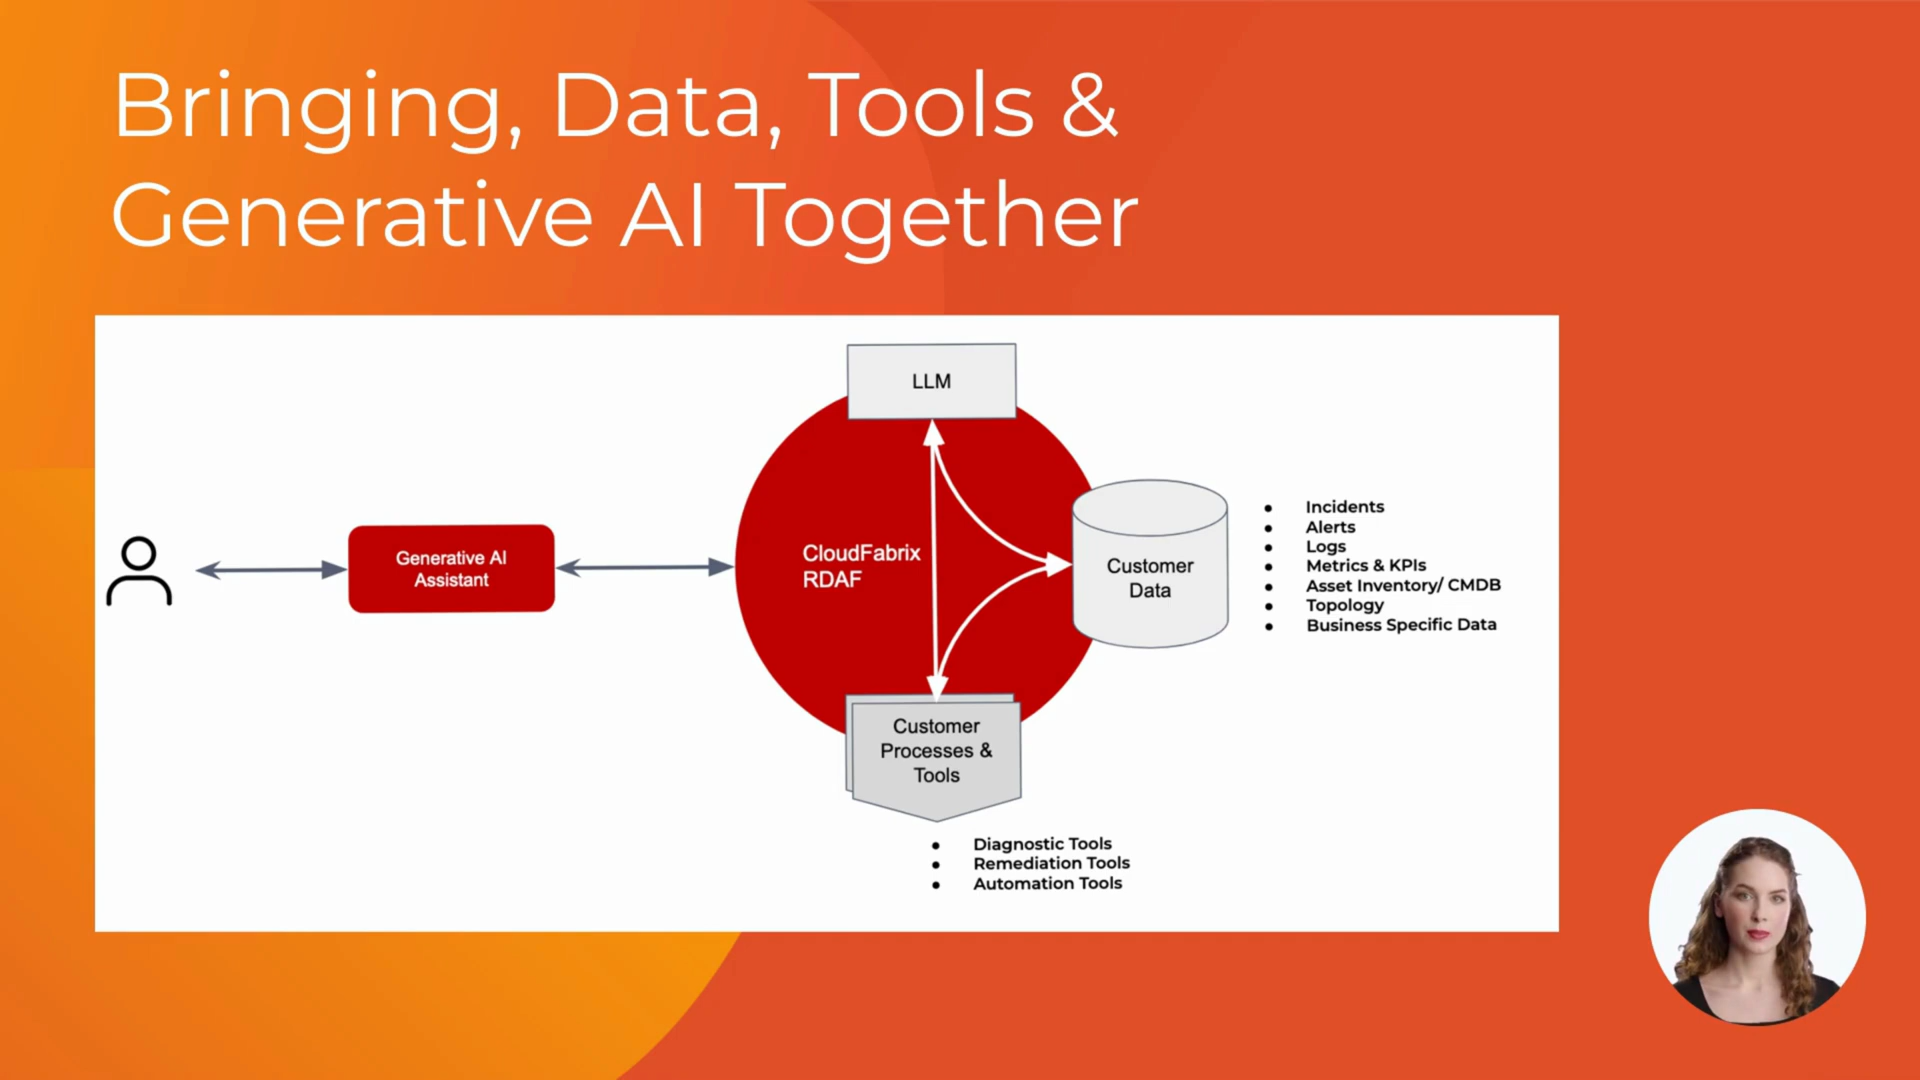 Bringing, Data, Tools &
Generative AI Together
LLM
Generative AI
Assistant
CloudFabrix
RDAF
Customer
Data
• Incidents
• Alerts
• Logs
• Metrics & KPIs
• Asset Inventory/ CMDB
• Topology
• Business Specific Data
Customer
Processes &
Tools
• Diagnostic Tools
• Remediation Tools
• Automation Tools